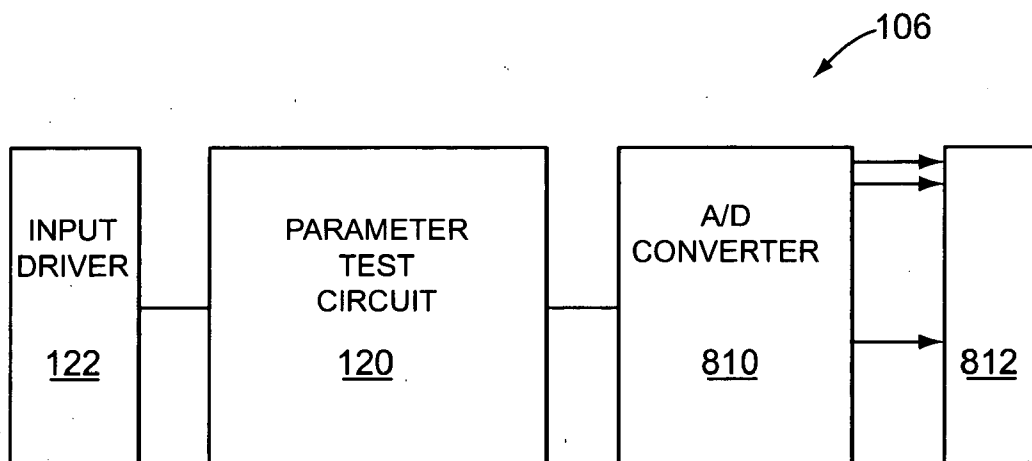 106
INPUT
DRIVER
122
PARAMETER
TEST
CIRCUIT
120
A/D
CONVERTER
810
812